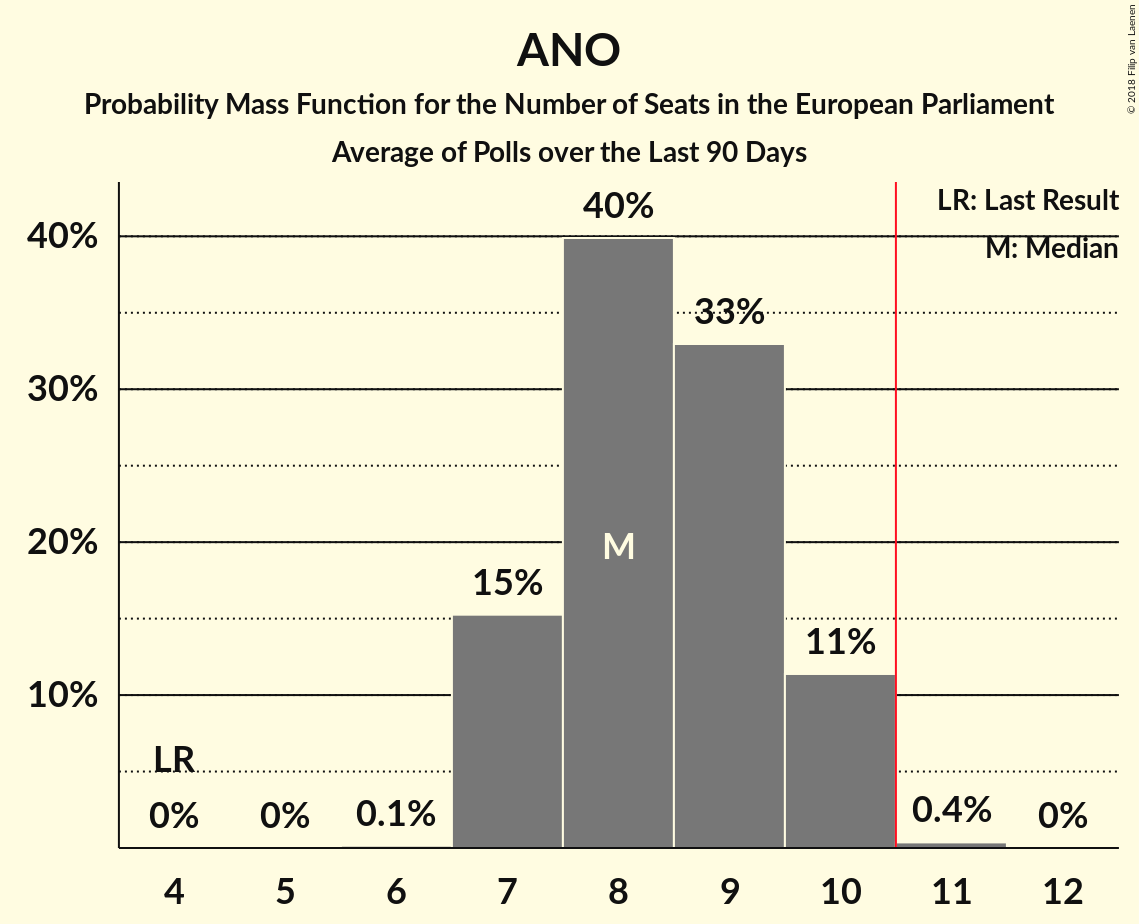 ANO
Probability Mass Function for the Number of Seats in the European Parliament
Average of Polls over the Last 90 Days
© 2018 Filip van Laenen
LR: Last Result
M: Median
40%
30%
20%
10%
LR
0%
0%
0.1%
15%
40%
M
33%
11%
0.4%
0%
4 5 6 7 8 9 10 11 12